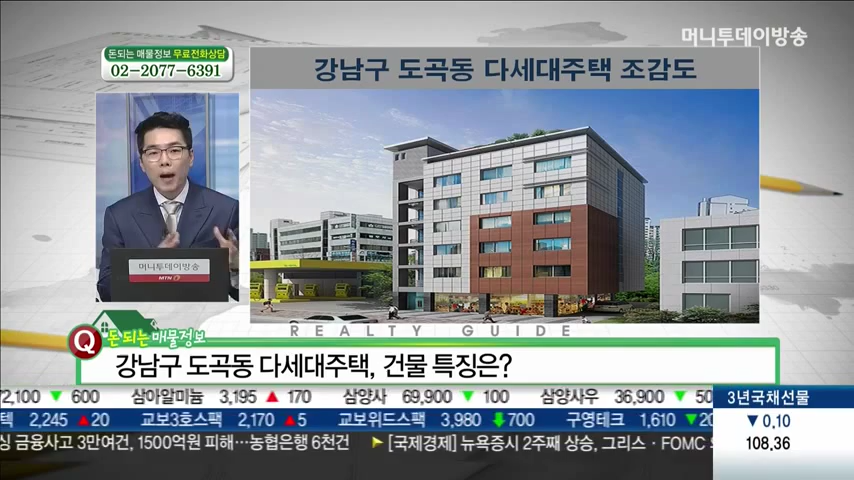 돈되는 매물정보 무료전화상담
02-2077-6391
머니투데이방송
강남구 도곡동 다세대주택 조감도
머니투데이방송
MTN
REALTY GUIDE
Q 돈되는 매물정보
강남구 도곡동 다세대주택, 건물 특징은?
72,100 ▼ 600 삼아알미늄 3,195 ▲ 170 삼양사 69,900 ▼ 100 삼양사우 36,900 ▼ 50
텍 2,245 ▲20 교보3호스팩 2,170 ▲5 교보위드스팩 3,980 700 구영테크 1,610 ▼20
싱 금융사고 3만여건, 1500억원 피해…농협은행 6천건 ▶ [국제경제] 뉴욕증시 2주째 상승, 그리스·FOMC
3년국채선물
▼ 0.10
108.36